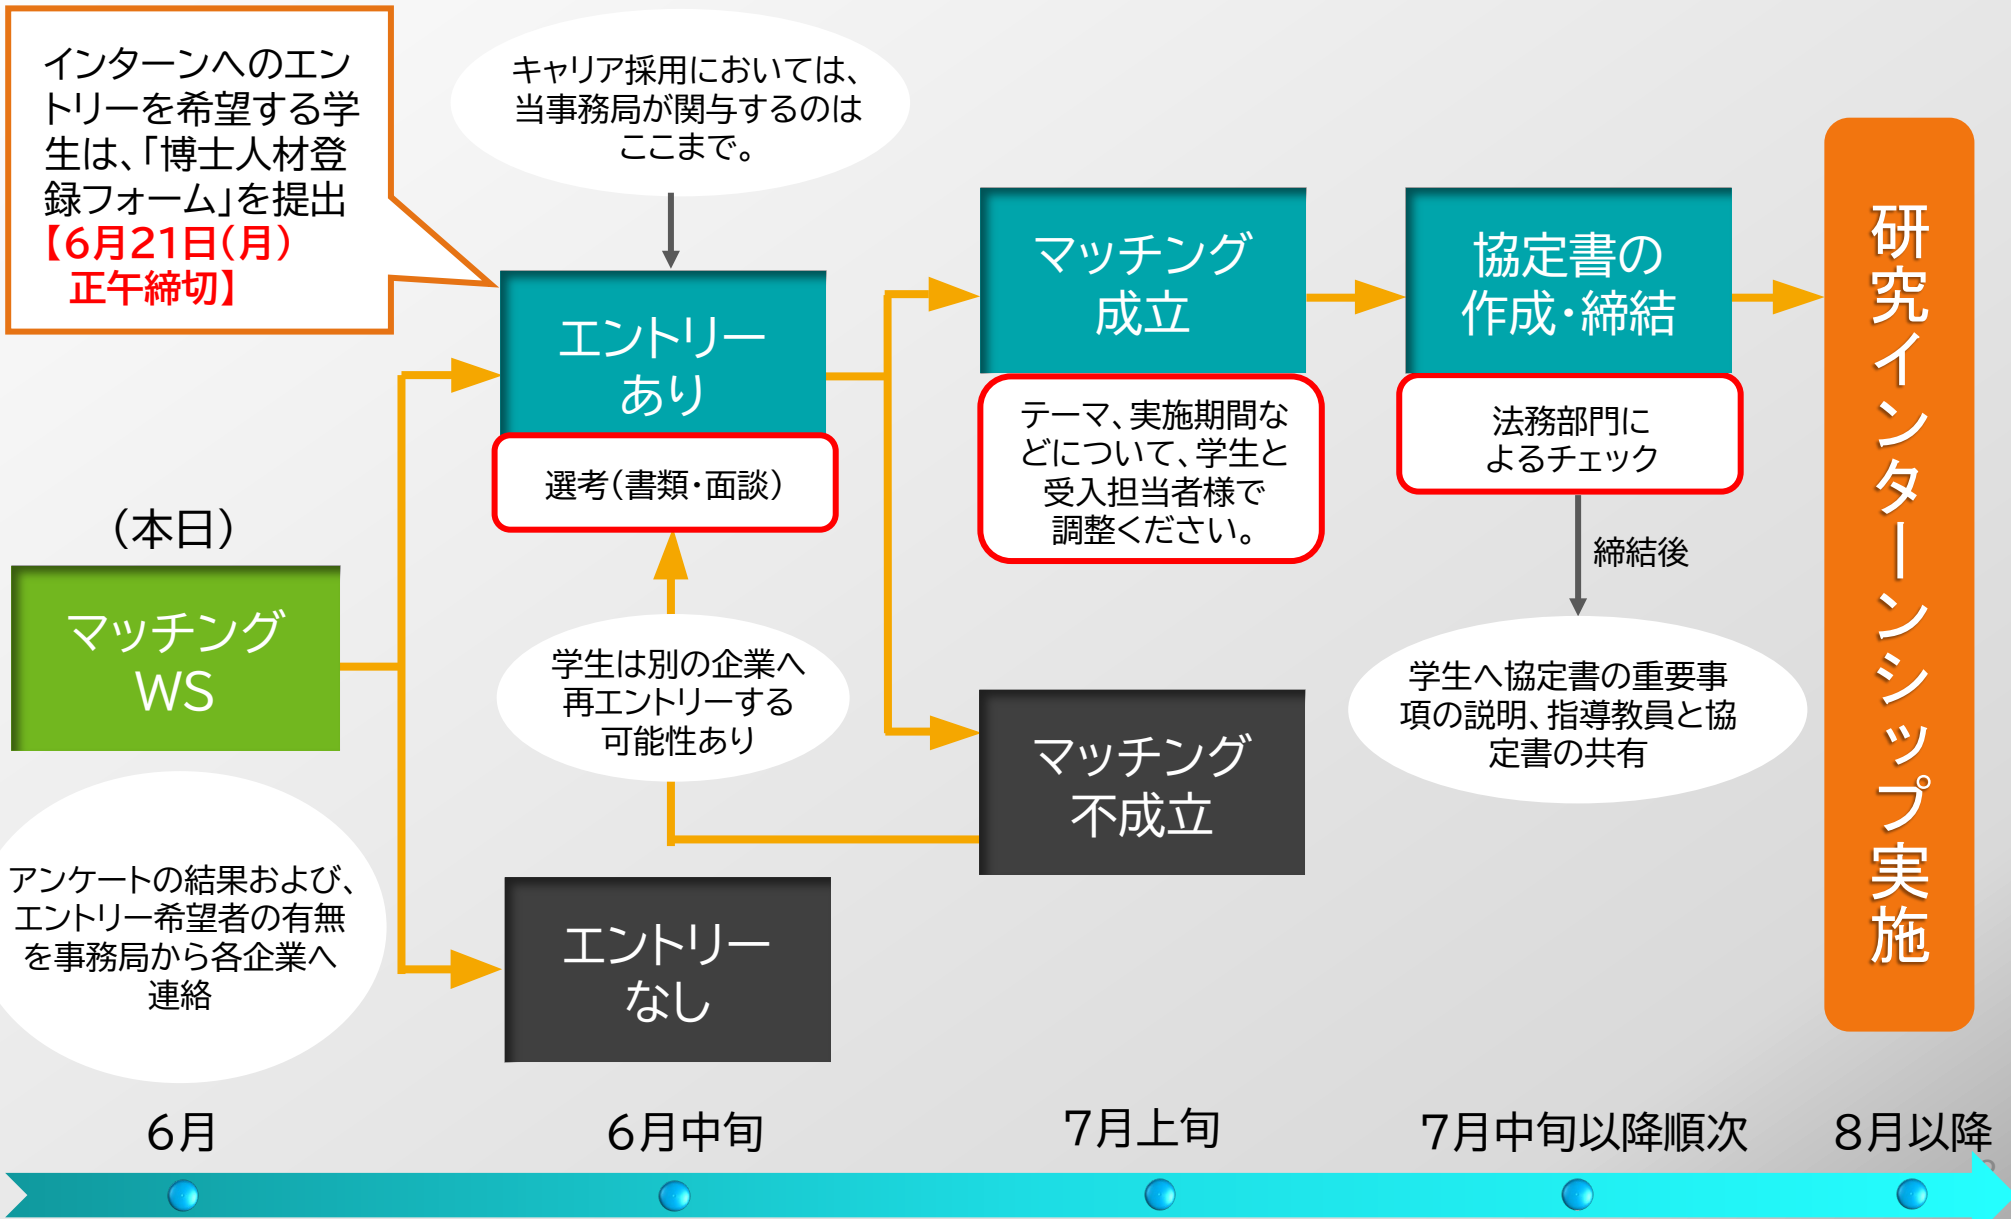 インターンへのエン
トリーを希望する学
生は、「博士人材登
録フォーム」を提出
【6月21日(月)
正午締切】
キャリア採用においては、
当事務局が関与するのは
ここまで。
エントリー
あり
選考(書類・面談)
マッチング
成立
テーマ、実施期間な
どについて、学生と
受入担当者様で
調整ください。
協定書の
作成・締結
法務部門に
よるチェック
締結後
学生へ協定書の重要事
項の説明、指導教員と協
定書の共有
研究インターンシップ実施
(本日)
マッチング
WS
アンケートの結果および、
エントリー希望者の有無
を事務局から各企業へ
連絡
学生は別の企業へ
再エントリーする
可能性あり
マッチング
不成立
エントリー
なし
6月
6月中旬
7月上旬
7月中旬以降順次
8月以降